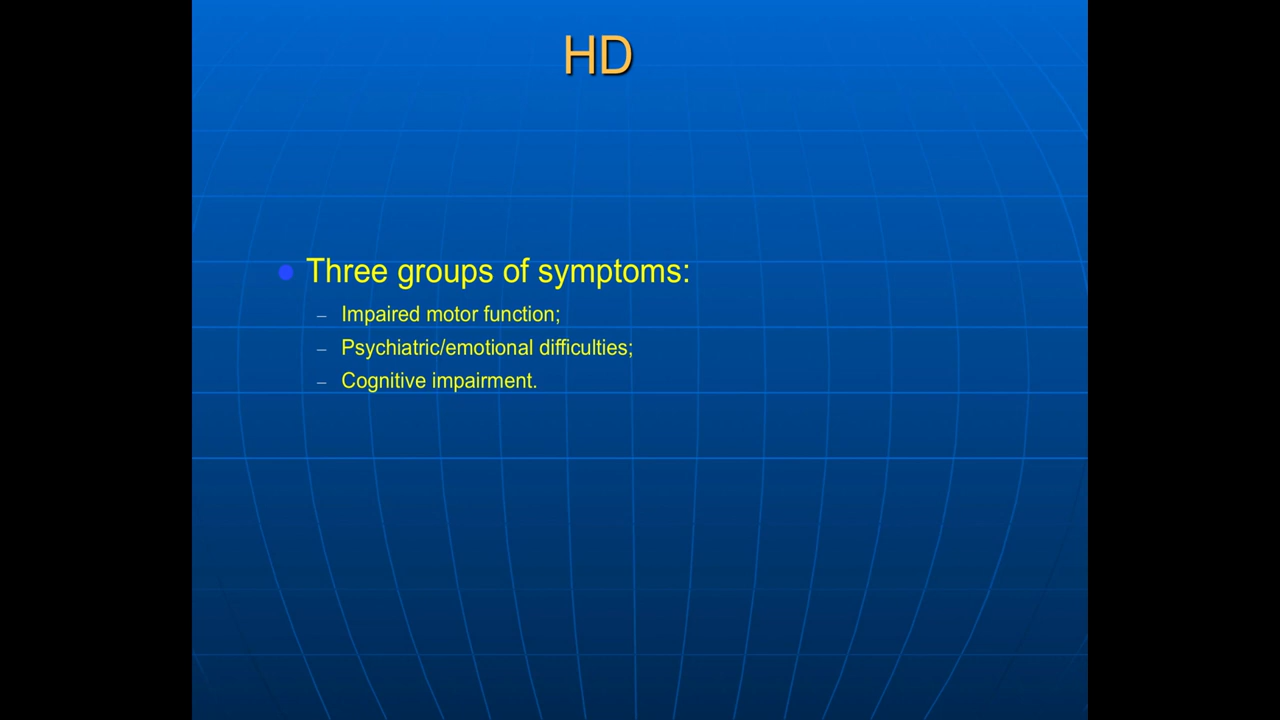 HD
Three groups of symptoms:
– Impaired motor function;
– Psychiatric/emotional difficulties;
– Cognitive impairment.